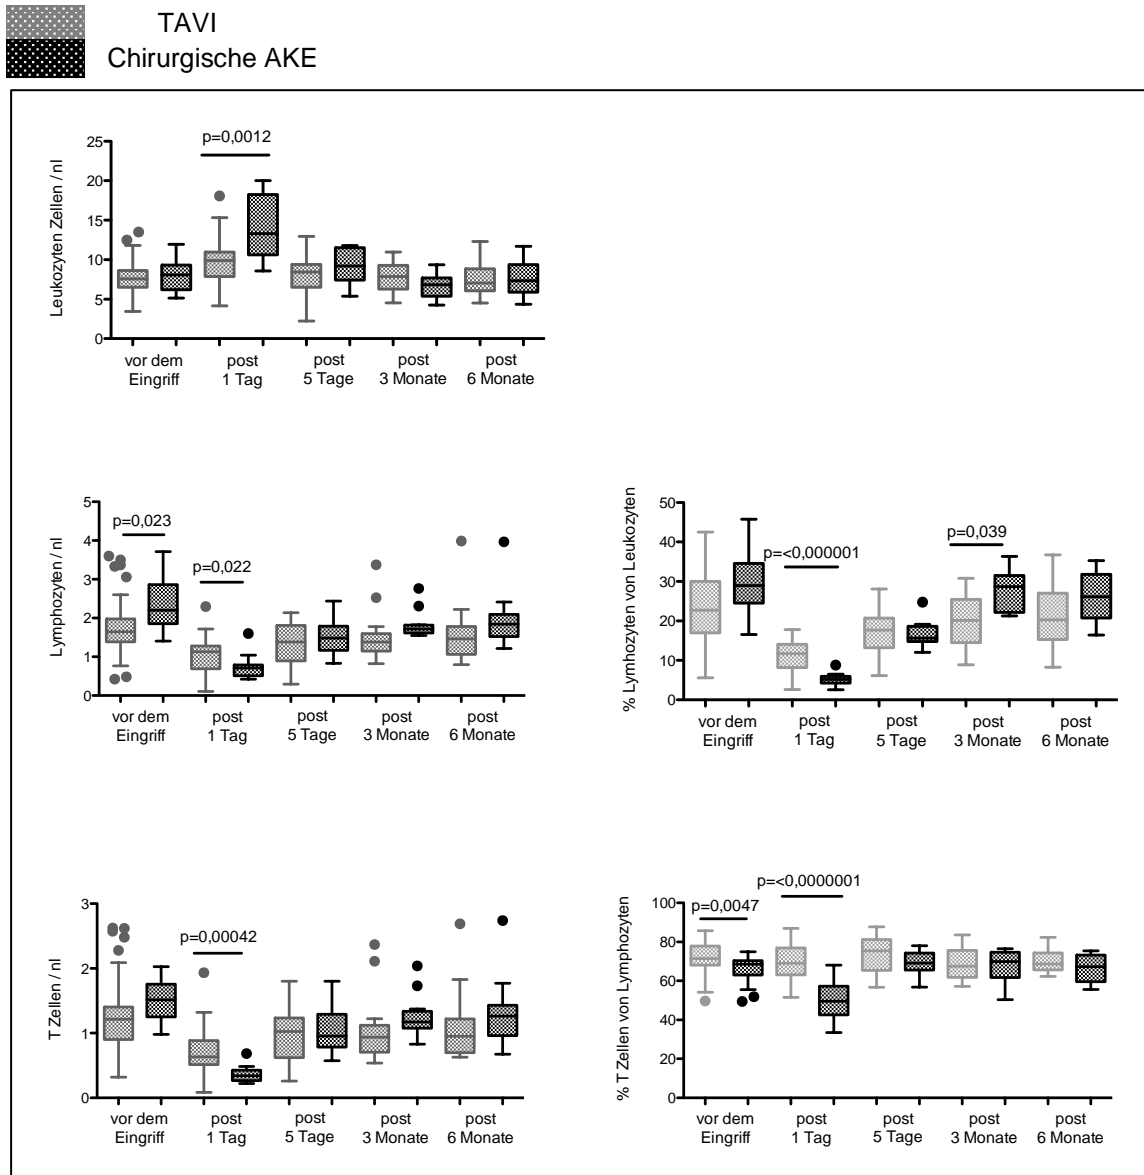 TAVI
Chirurgische AKE
p=0,0012
Leukozyten Zellen / nl
25
20
15
10
5
0
vor dem post post post post
Eingriff 1 Tag 5 Tage 3 Monate 6 Monate
p=0,023
p=0,022
Lymphozyten / nl
5
4
3
2
1
0
vor dem post post post post
Eingriff 1 Tag 5 Tage 3 Monate 6 Monate
p=<0,000001
p=0,039
% Lymhozyten von Leukozyten
50
40
30
20
10
0
vor dem post post post post
Eingriff 1 Tag 5 Tage 3 Monate 6 Monate
p=0,00042
T Zellen / nl
3
2
1
0
vor dem post post post post
Eingriff 1 Tag 5 Tage 3 Monate 6 Monate
p=0,0047
p=<0,0000001
% T Zellen von Lymphozyten
100
80
60
40
20
0
vor dem post post post post
Eingriff 1 Tag 5 Tage 3 Monate 6 Monate